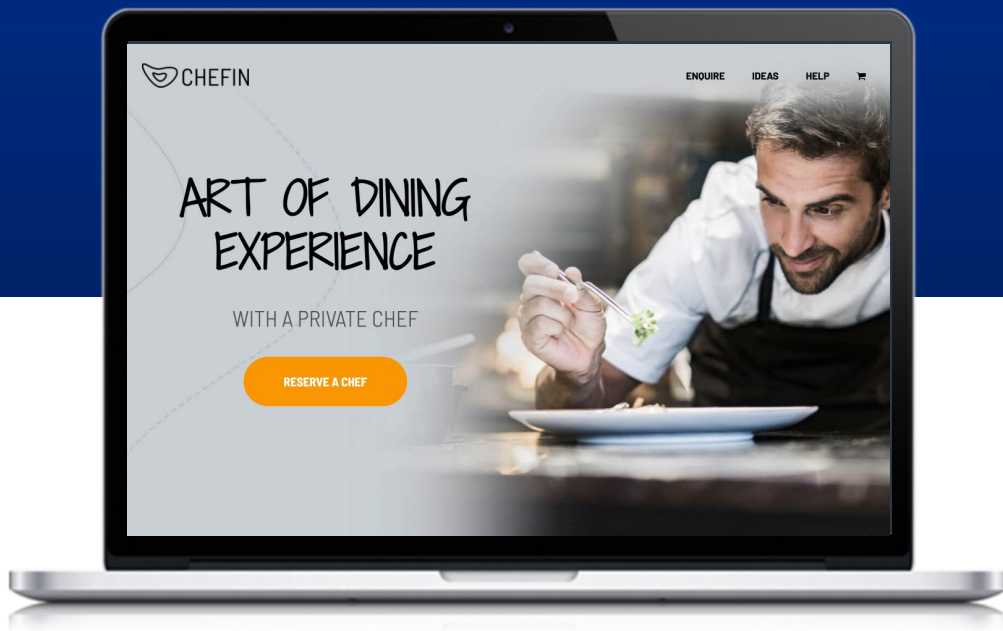 CHEFIN
ENQUIRE IDEAS HELP
ART OF DINING
EXPERIENCE
WITH A PRIVATE CHEF
RESERVE A CHEF